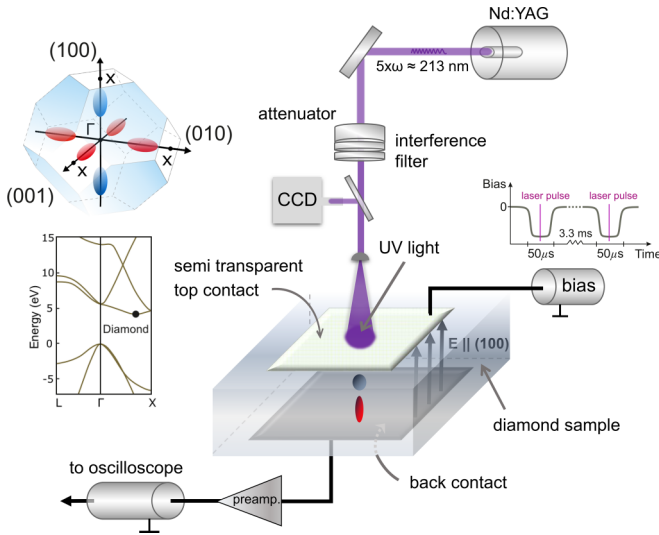 Nd:YAG
5xω ≈ 213 nm
(100)
X
Γ
(010)
X
X
(001)
attenuator
interference
filter
CCD
Bias
laser pulse
laser pulse
0
3.3 ms
50μs
50μs
Time
UV light
semi transparent
top contact
bias
15
10
5
0
-5
Energy (eV)
Diamond
L
Γ
X
E || (100)
diamond sample
back contact
to oscilloscope
preamp.